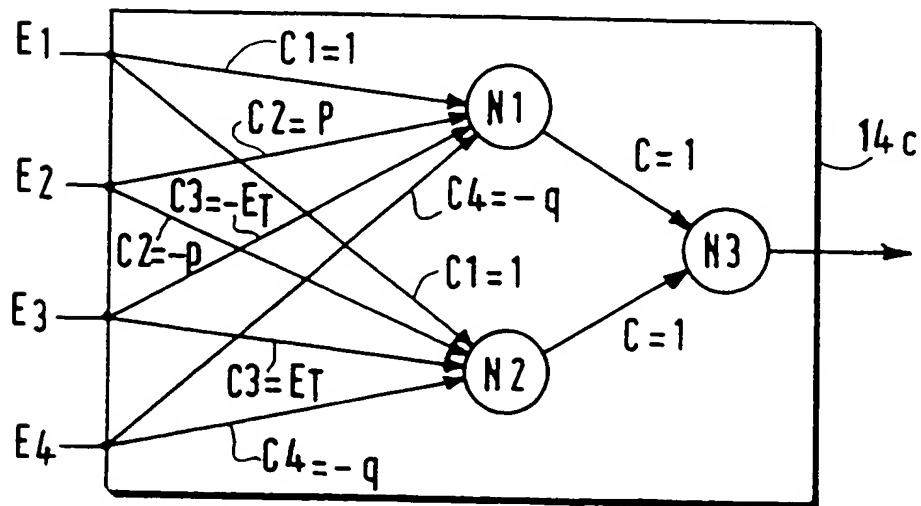 E1
C1=1
N1
C2=P
C=1
14c
E2
C3=-ET
C4=-q
C2=-p
N3
C1=1
E3
C=1
N2
C3=ET
E4
C4=-q